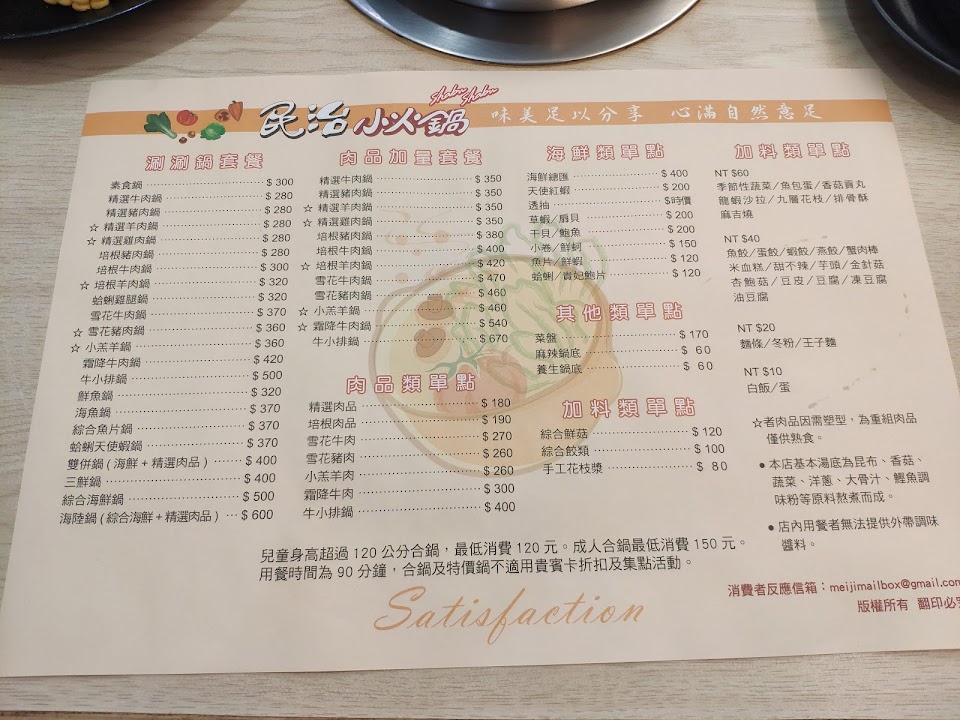 Shabu Shabu
民治小火鍋 味美足以分享 心滿自然意足
涮涮鍋套餐
素食鍋 $ 300
精選牛肉鍋 $ 280
精選豬肉鍋 $ 280
☆ 精選羊肉鍋 $ 280
☆ 精選雞肉鍋 $ 280
培根豬肉鍋 $ 280
培根牛肉鍋 $ 300
☆ 培根羊肉鍋 $ 320
蛤蜊雞腿鍋 $ 320
雪花牛肉鍋 $ 370
☆ 雪花豬肉鍋 $ 360
☆ 小羔羊鍋 $ 360
霜降牛肉鍋 $ 420
牛小排鍋 $ 500
鮮魚鍋 $ 320
海魚鍋 $ 370
綜合魚片鍋 $ 370
蛤蜊天使蝦鍋 $ 370
雙併鍋 ( 海鮮 + 精選肉品 ) $ 400
三鮮鍋 $ 400
綜合海鮮鍋 $ 500
海陸鍋 ( 綜合海鮮 + 精選肉品 ) $ 600
肉品加量套餐
精選牛肉鍋 $ 350
精選豬肉鍋 $ 350
☆ 精選羊肉鍋 $ 350
☆ 精選雞肉鍋 $ 350
培根豬肉鍋 $ 380
培根牛肉鍋 $ 400
☆ 培根羊肉鍋 $ 420
雪花牛肉鍋 $ 470
雪花豬肉鍋 $ 460
☆ 小羔羊鍋 $ 460
☆ 霜降牛肉鍋 $ 540
牛小排鍋 $ 670
肉品類單點
精選肉品 $ 180
培根肉品 $ 190
雪花牛肉 $ 270
雪花豬肉 $ 260
小羔羊肉 $ 260
霜降牛肉 $ 300
牛小排鍋 $ 400
海鮮類單點
海鮮總匯 $ 400
天使紅蝦 $ 200
透抽 $時價
草蝦/扇貝 $ 200
干貝/鮑魚 $ 200
小卷/鮮蚵 $ 150
魚片/鮮蝦 $ 120
蛤蜊/貴妃鮑片 $ 120
其他類單點
菜盤 $ 170
麻辣鍋底 $ 60
養生鍋底 $ 60
加料類單點
綜合鮮菇 $ 120
綜合餃類 $ 100
手工花枝漿 $ 80
加料類單點
NT $60
季節性蔬菜/魚包蛋/香菇貢丸
龍蝦沙拉/九層花枝/排骨酥
麻吉燒
NT $40
魚餃/蛋餃/蝦餃/燕餃/蟹肉棒
米血糕/甜不辣/芋頭/金針菇
杏鮑菇/豆皮/豆腐/凍豆腐
油豆腐
NT $20
麵條/冬粉/王子麵
NT $10
白飯/蛋
☆者肉品因需塑型，為重組肉品
僅供熟食。
● 本店基本湯底為昆布、香菇、
蔬菜、洋蔥、大骨汁、鰹魚調
味粉等原料熬煮而成。
● 店內用餐者無法提供外帶調味
醬料。
兒童身高超過 120 公分合鍋，最低消費 120 元。成人合鍋最低消費 150 元。
用餐時間為 90 分鐘，合鍋及特價鍋不適用貴賓卡折扣及集點活動。
Satisfaction
消費者反應信箱：meijimailbox@gmail.com
版權所有 翻印必究